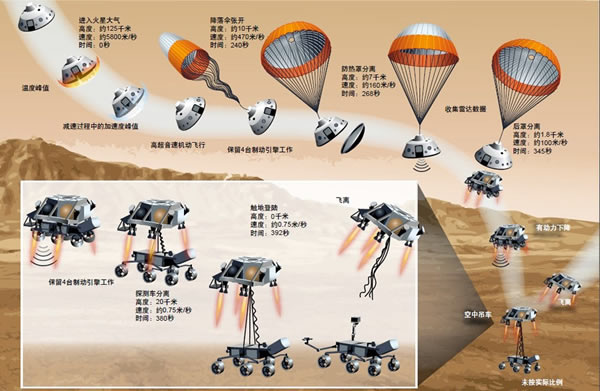 进入火星大气
高度：约125千米
速度：约5800米/秒
时间：0秒
温度峰值
减速过程中的加速度峰值
高超音速机动飞行
降落伞张开
高度：约10千米
速度：约470米/秒
时间：240秒
保留4台制动引擎工作
防热罩分离
高度：约7千米
速度：约160米/秒
时间：268秒
收集雷达数据
后罩分离
高度：约1.8千米
速度：约100米/秒
时间：345秒
有动力下降
飞离
空中吊车
未按实际比例
保留4台制动引擎工作
探测车分离
高度：20千米
速度：约0.75米/秒
时间：380秒
触地登陆
高度：0千米
速度：约0.75米/秒
时间：392秒
飞离